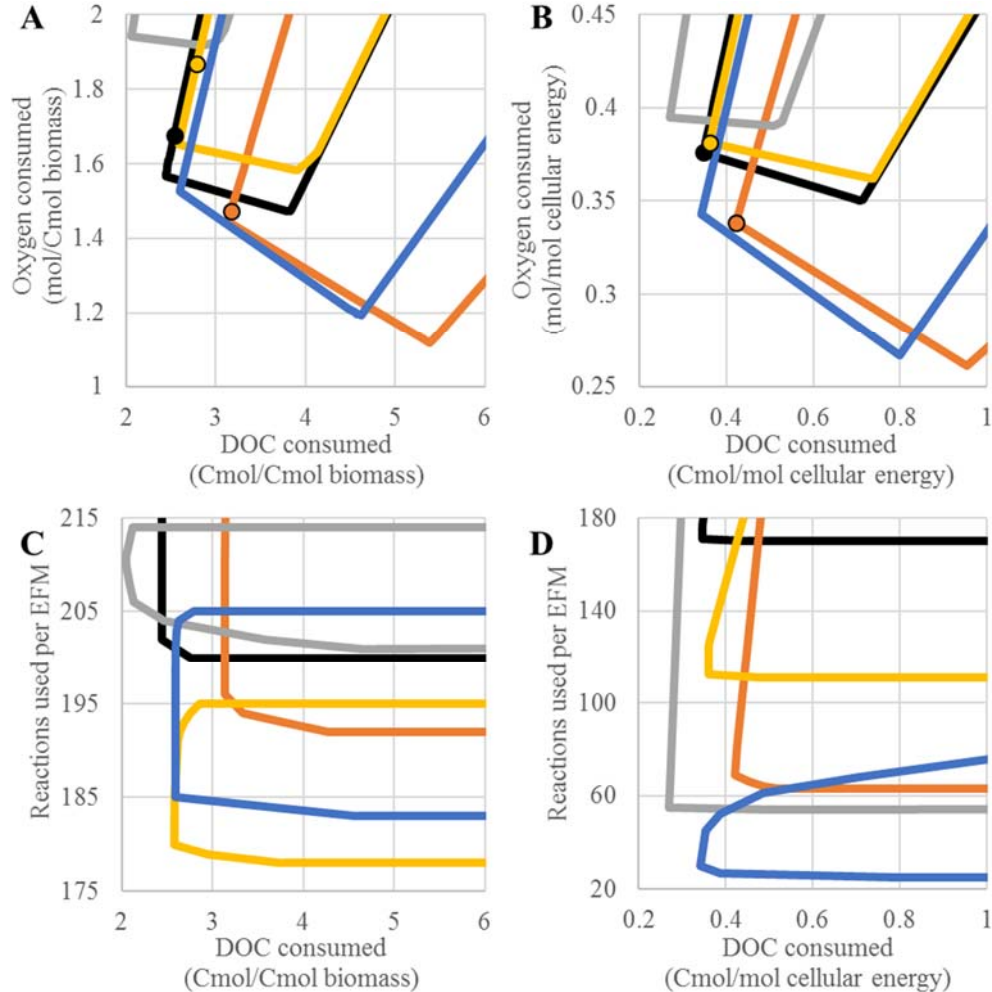 A
Oxygen consumed
(mol/Cmol biomass)
2
1.8
1.6
1.4
1.2
1
2 3 4 5 6
DOC consumed
(Cmol/Cmol biomass)
B
Oxygen consumed
(mol/mol cellular energy)
0.45
0.4
0.35
0.3
0.25
0.2 0.4 0.6 0.8 1
DOC consumed
(Cmol/mol cellular energy)
C
Reactions used per EFM
215
205
195
185
175
2 3 4 5 6
DOC consumed
(Cmol/Cmol biomass)
D
Reactions used per EFM
180
140
100
60
20
0.2 0.4 0.6 0.8 1
DOC consumed
(Cmol/mol cellular energy)